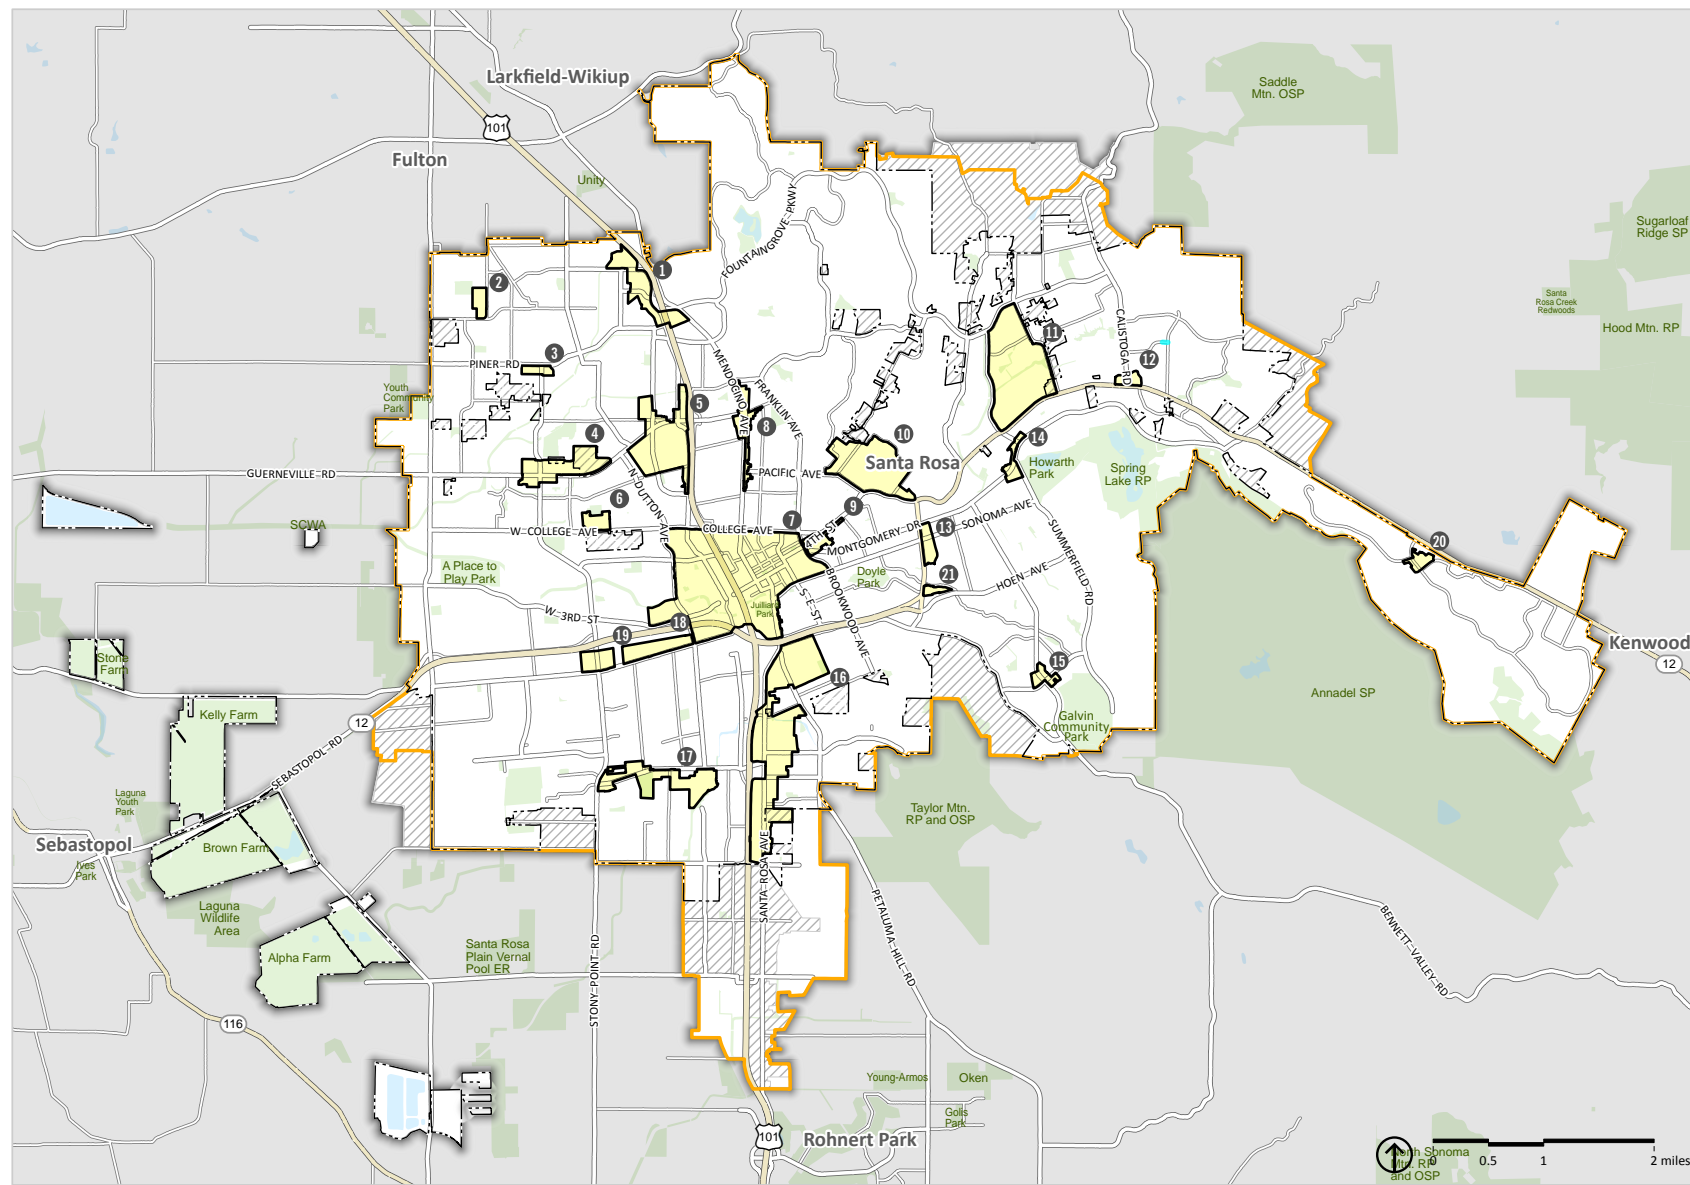 Larkfield-Wikiup
Saddle
Mtn. OSP
101
Fulton
Unity
FOUNTAINGROVE PKWY
Sugarloaf
Ridge SP
1
2
Santa
Rosa Creek
Redwoods
Hood Mtn. RP
CALISTOGA RD
11
12
3
PINER RD
MENDOCINO AVE
FRANKLIN AVE
Youth
Community
Park
5
8
4
10
14
Santa Rosa
Howarth
Park
Spring
Lake RP
GUERNEVILLE RD
N DUTTON AVE
PACIFIC AVE
6
9
SCWA
W COLLEGE AVE
COLLEGE AVE
7
4TH ST
MONTGOMERY DR
13
SONOMA AVE
SUMMERFIELD RD
20
A Place to
Play Park
Doyle
Park
21
HOEN AVE
BROOKWOOD AVE
S E ST
Juilliard
Park
W 3RD ST
18
19
Kenwood
12
Stone
Farm
15
16
Annadel SP
Kelly Farm
12
Galvin
Community
Park
SEBASTOPOL RD
17
Laguna
Youth
Park
Taylor Mtn.
RP and OSP
Sebastopol
Brown Farm
Ives
Park
SANTA ROSA AVE
PETALUMA HILL RD
BENNETT VALLEY RD
Laguna
Wildlife
Area
STONY POINT RD
Santa Rosa
Plain Vernal
Pool ER
Alpha Farm
116
Young-Armos
Oken
Golis
Park
101
Rohnert Park
North Sonoma
Mtn. RP
and OSP
0
0.5
1
2 miles